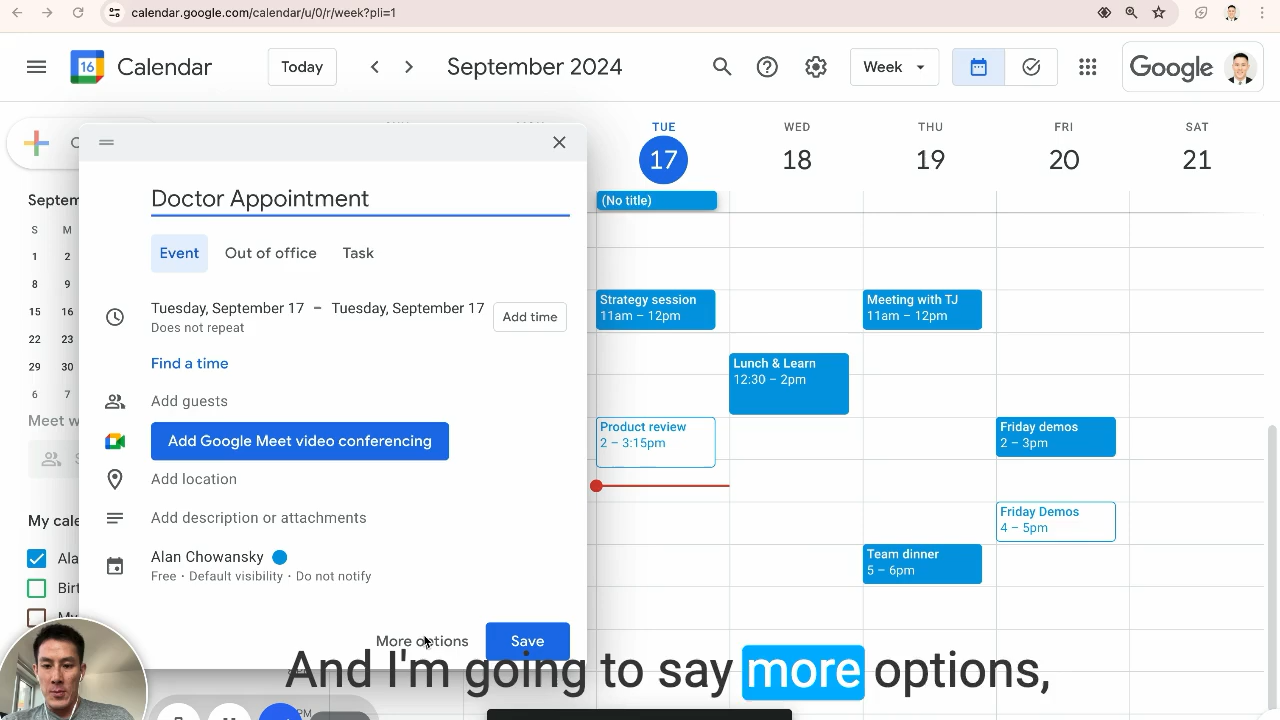 calendar.google.com/calendar/u/0/r/week?pli=1
16 Calendar Today September 2024 Week Google
TUE WED THU FRI SAT
17 18 19 20 21
Septem
S M
1 2
8 9
15 16
22 23
29 30
6 7
Meet w
My cale
Ala
Birt
Doctor Appointment
Event Out of office Task
Tuesday, September 17 – Tuesday, September 17 Add time
Does not repeat
Find a time
Add guests
Add Google Meet video conferencing
Add location
Add description or attachments
Alan Chowansky
Free · Default visibility · Do not notify
More options Save
(No title)
Strategy session
11am – 12pm
Meeting with TJ
11am – 12pm
Lunch & Learn
12:30 – 2pm
Product review
2 – 3:15pm
Friday demos
2 – 3pm
Friday Demos
4 – 5pm
Team dinner
5 – 6pm
And I'm going to say more options,
PM